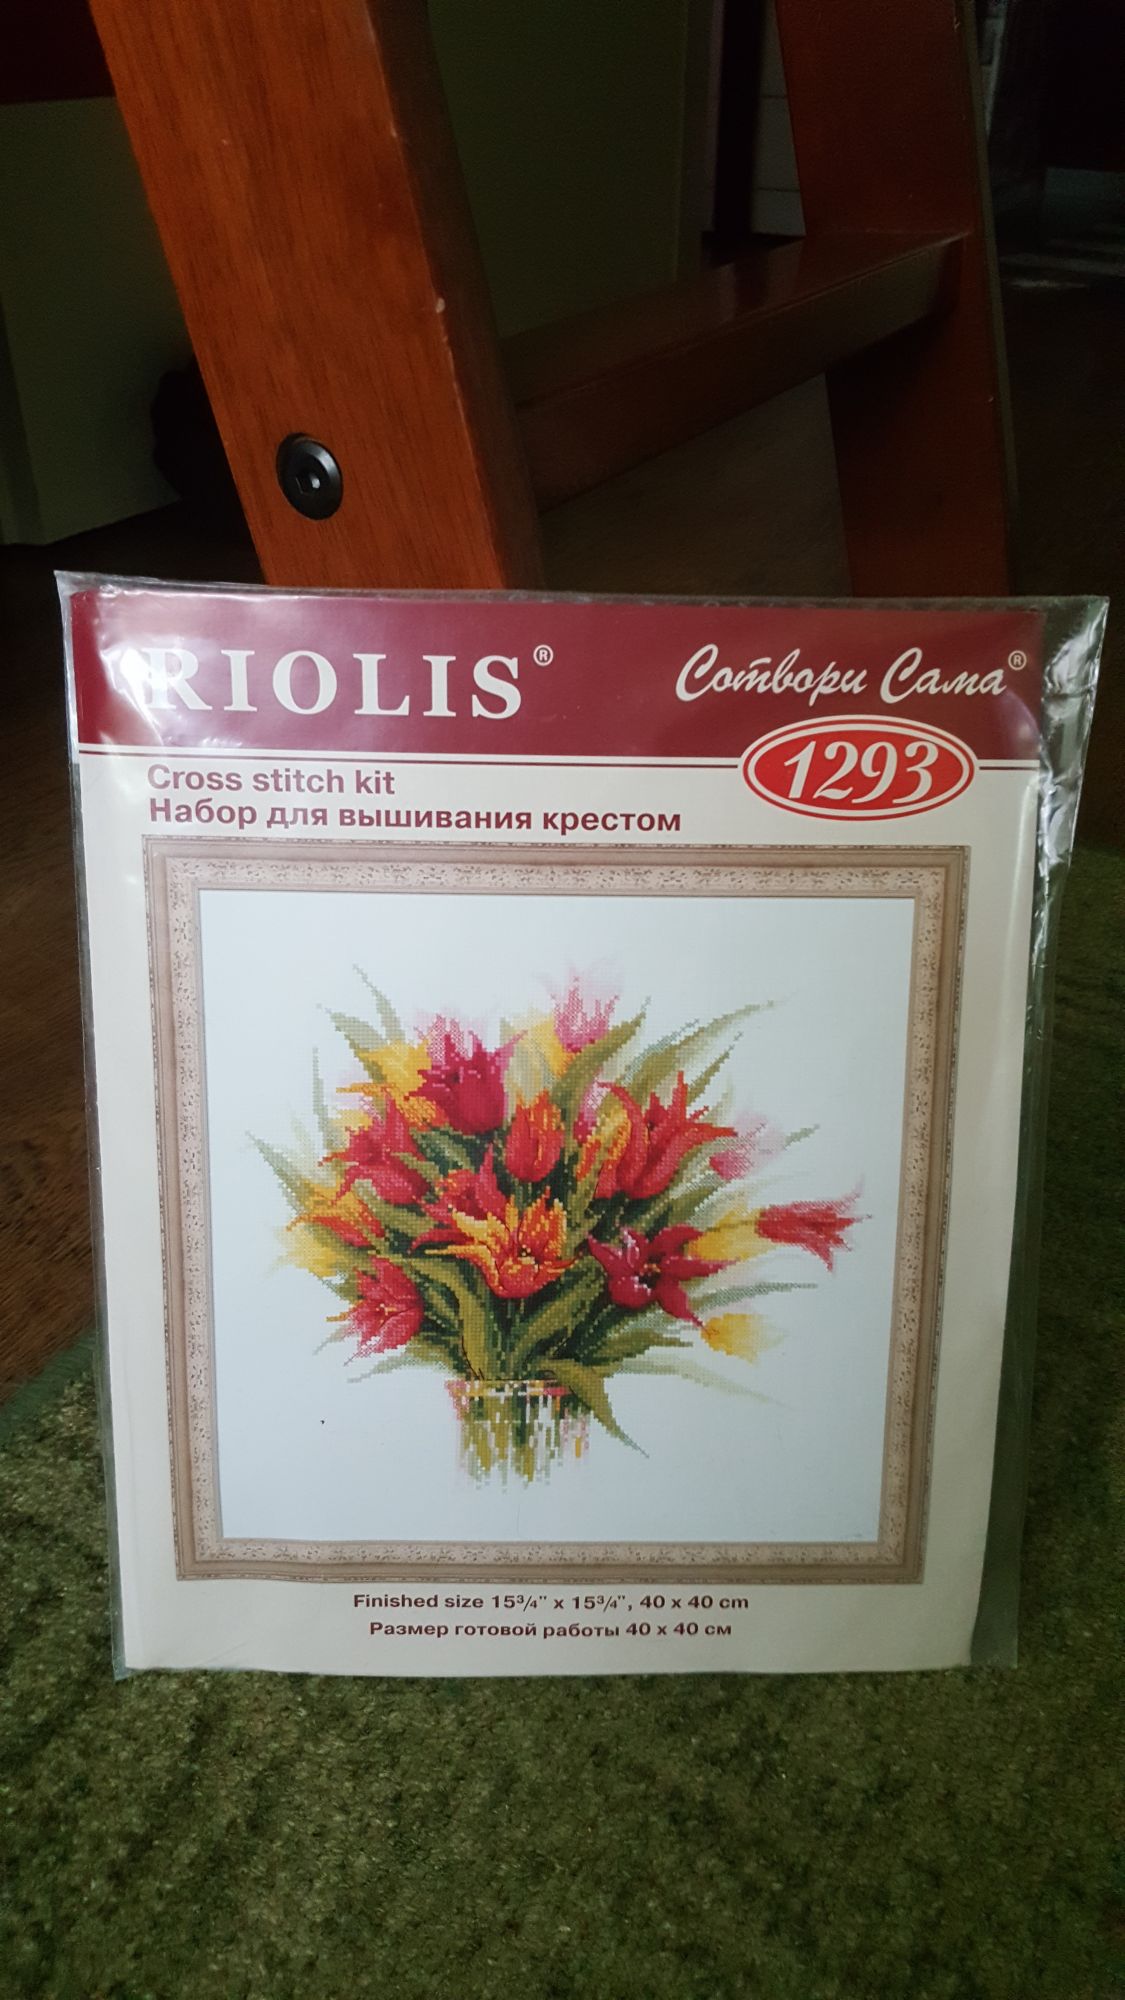 RIOLIS®
Сотвори Сама®
1293
Cross stitch kit
Набор для вышивания крестом
Finished size 15¾" x 15¾", 40 x 40 cm
Размер готовой работы 40 x 40 см